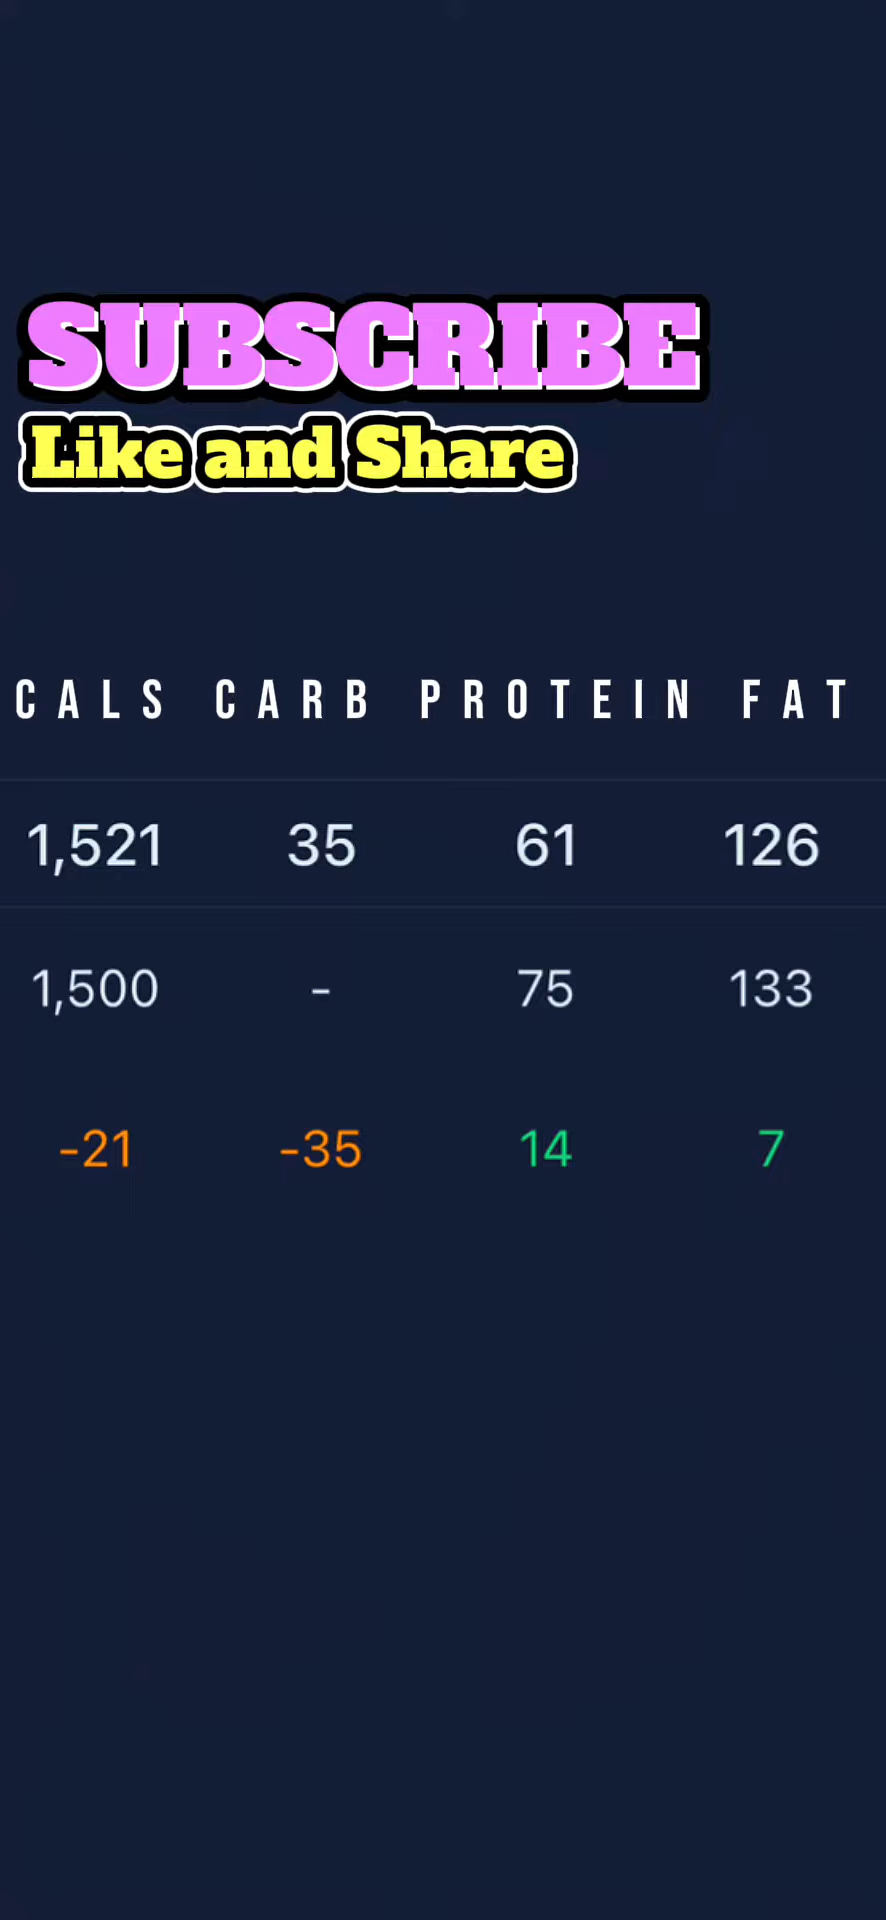 SUBSCRIBE
Like and Share
CALS CARB PROTEIN FAT
1,521 35 61 126
1,500 - 75 133
-21 -35 14 7